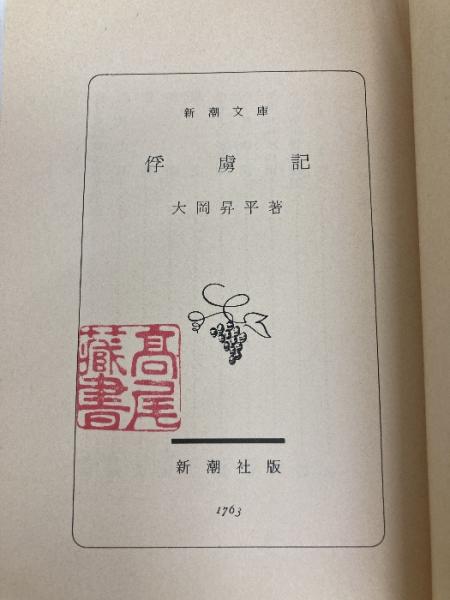 新潮文庫
俘虜記
大岡昇平著
髙尾
藏書
新潮社版
1763